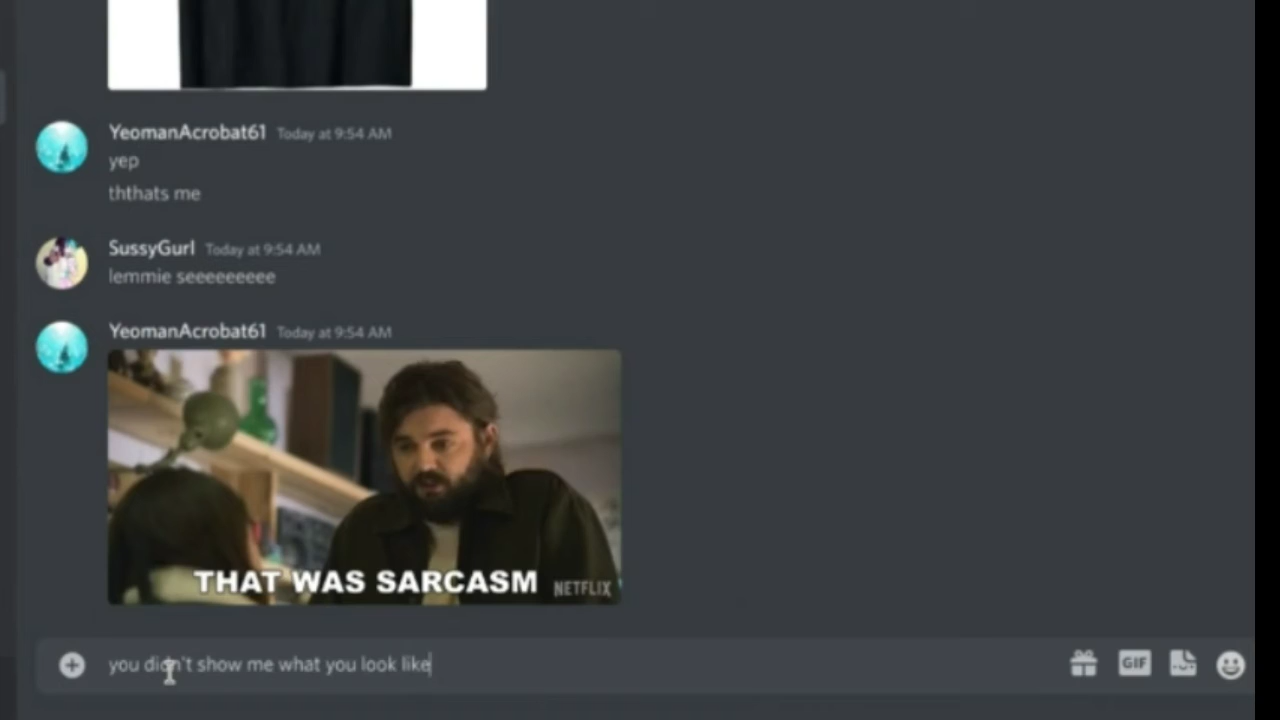 YeomanAcrobat61 Today at 9:54 AM
yep
ththats me
SussyGurl Today at 9:54 AM
lemmie seeeeeeeee
YeomanAcrobat61 Today at 9:54 AM
THAT WAS SARCASM
NETFLIX
you didn't show me what you look like
GIF